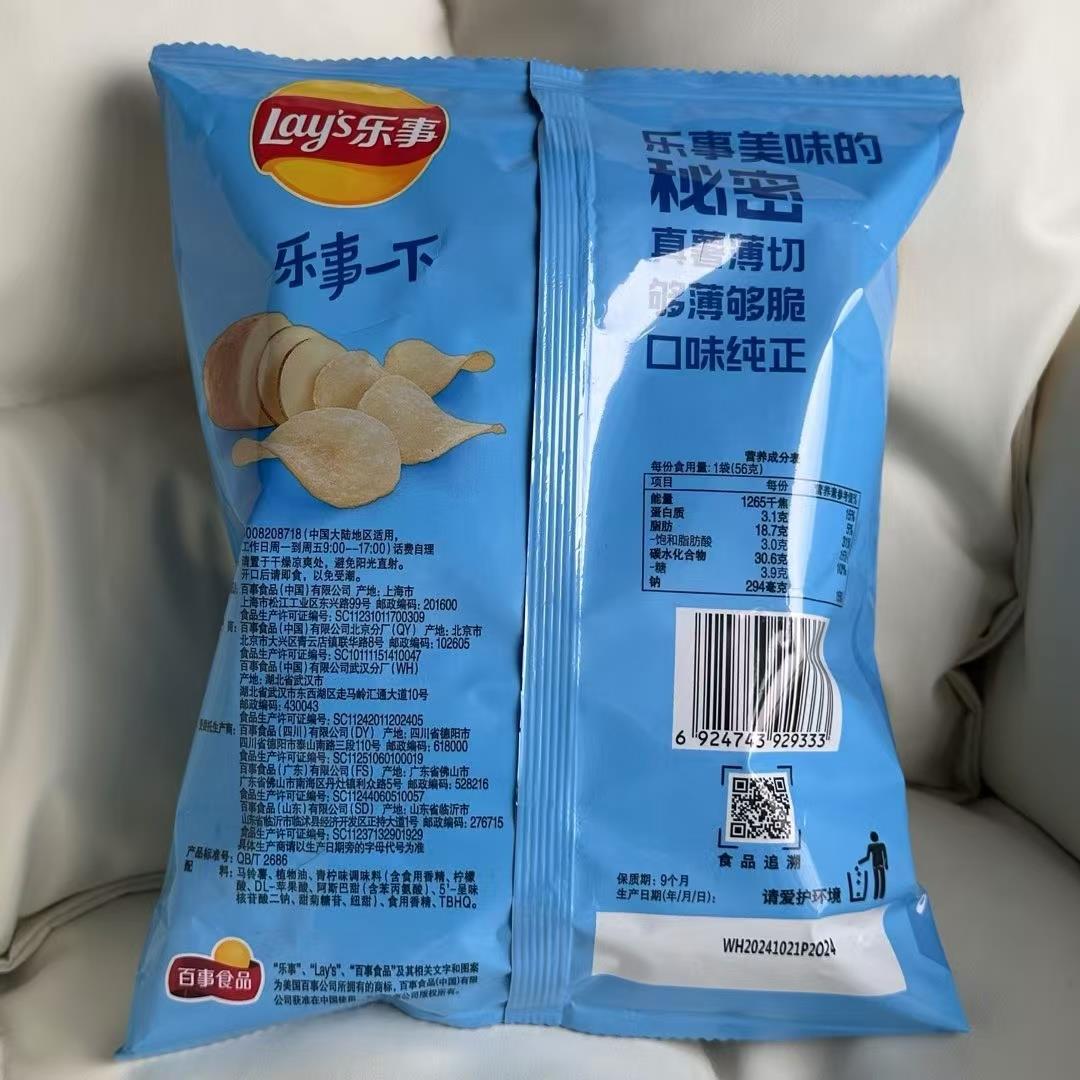 Lay's乐事
乐事一下
008208718(中国大陆地区适用,
工作日周一到周五9:00—17:00)话费自理
请置于干燥凉爽处，避免阳光直射。
开口后请即食，以免受潮。
百事食品(中国)有限公司 产地:上海市
上海市松江工业区东兴路99号 邮政编码:201600
食品生产许可证编号:SC11231011700309
商:百事食品(中国)有限公司北京分厂(QY) 产地:北京市
北京市大兴区青云店镇联华路8号 邮政编码:102605
食品生产许可证编号:SC10111151410047
百事食品(中国)有限公司武汉分厂(WH)
产地:湖北省武汉市
湖北省武汉市东西湖区走马岭汇通大道10号
邮政编码:430043
食品生产许可证编号:SC11242011202405
受委托生产商:百事食品(四川)有限公司(DY) 产地:四川省德阳市
四川省德阳市泰山南路三段110号 邮政编码:618000
食品生产许可证编号:SC11251060100019
百事食品(广东)有限公司(FS) 产地:广东省佛山市
广东省佛山市南海区丹灶镇利众路5号 邮政编码:528216
食品生产许可证编号:SC11244060510057
百事食品(山东)有限公司(SD) 产地:山东省临沂市
山东省临沂市临沭县经济开发区正持大道1号 邮政编码:276715
食品生产许可证编号:SC11237132901929
具体生产商请以生产日期旁的字母代号为准
产品标准号:QB/T 2686
配料:马铃薯、植物油、青柠味调味料(含食用香精、柠檬
酸、DL-苹果酸、阿斯巴甜(含苯丙氨酸)、5'-呈味
核苷酸二钠、甜菊糖苷、纽甜)、食用香精、TBHQ。
百事食品
“乐事”、“Lay's”、“百事食品”及其相关文字和图案
为美国百事公司所拥有的商标，百事食品(中国)有限
公司获准在中国使用 公司版权所有。
乐事美味的
秘密
真薯薄切
够薄够脆
口味纯正
营养成分表
每份食用量:1袋(56克)
项目 每份 营养素参考值%
能量 1265千焦 15%
蛋白质 3.1克 5%
脂肪 18.7克
-饱和脂肪酸 3.0克
碳水化合物 30.6克 10%
-糖 3.9克
钠 294毫克
6 924743 929333
食品追溯
保质期:9个月
生产日期(年/月/日):
请爱护环境
WH20241021P2024